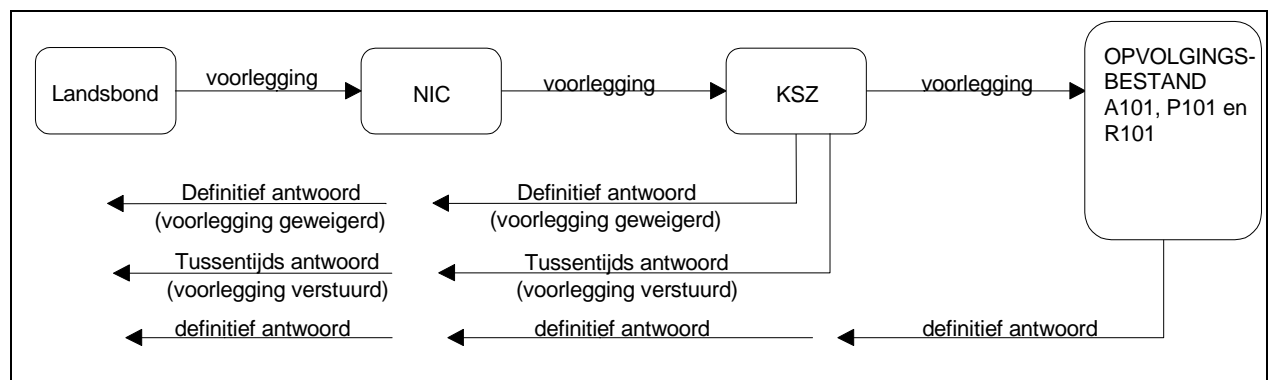 Landsbond
voorlegging
NIC
voorlegging
KSZ
voorlegging
OPVOLGINGS-
BESTAND
A101, P101 en
R101
Definitief antwoord
(voorlegging geweigerd)
Definitief antwoord
(voorlegging geweigerd)
Tussentijds antwoord
(voorlegging verstuurd)
Tussentijds antwoord
(voorlegging verstuurd)
definitief antwoord
definitief antwoord
definitief antwoord